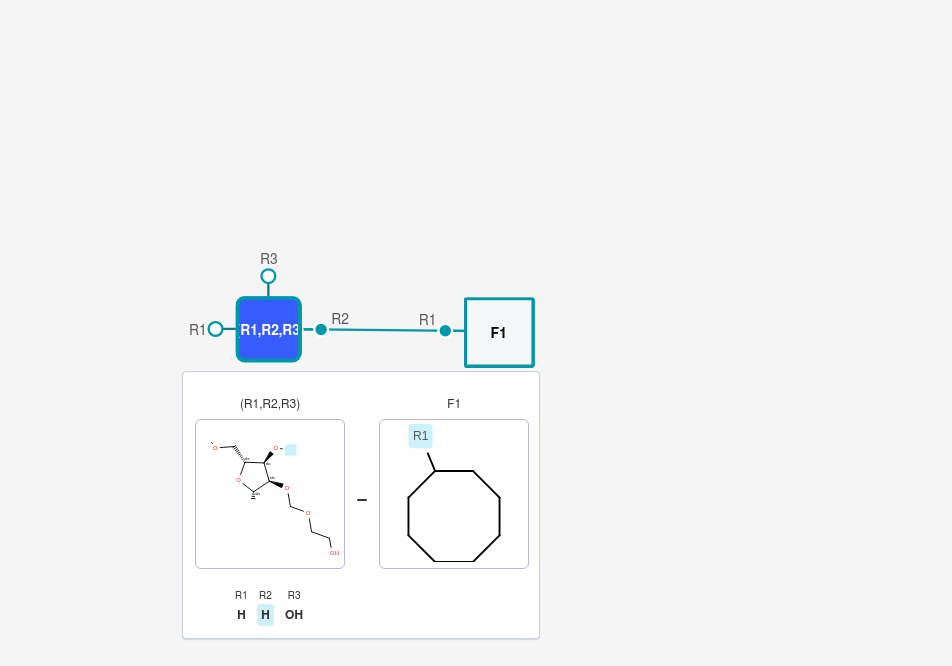 R3
R1
R1,R2,R3
R2
R1
F1
(R1,R2,R3)
F1
R1
O
O
O
O
O
OH
R1
R2
R3
H
H
OH